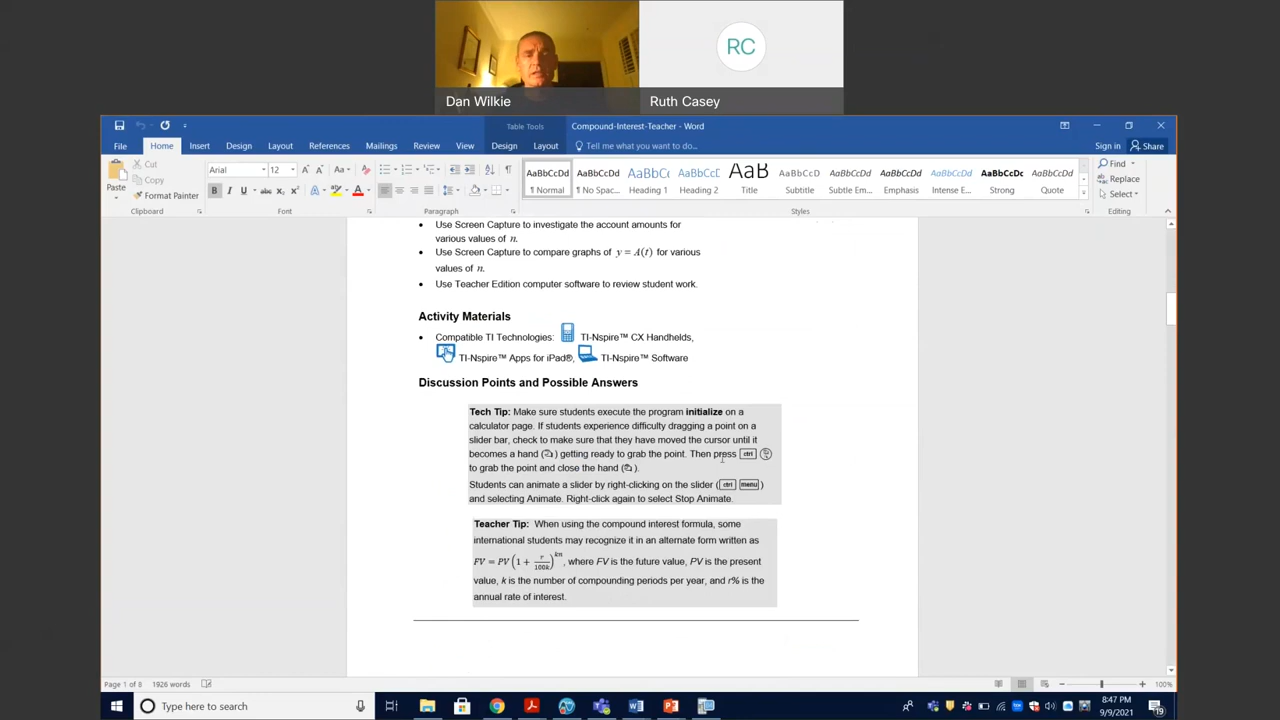 RC
Dan Wilkie
Ruth Casey
Table Tools
Compound-Interest-Teacher - Word
File
Home
Insert
Design
Layout
References
Mailings
Review
View
Design
Layout
Tell me what you want to do...
Sign in
Share
Paste
Cut
Copy
Format Painter
Clipboard
Arial
12
Font
Paragraph
AaBbCcDd
¶ Normal
AaBbCcDd
¶ No Spac...
AaBbCc
Heading 1
AaBbCcD
Heading 2
AaB
Title
AaBbCcD
Subtitle
AaBbCcDd
Subtle Em...
AaBbCcDd
Emphasis
AaBbCcDd
Intense E...
AaBbCcDc
Strong
AaBbCcDd
Quote
Styles
Find
Replace
Select
Editing
• Use Screen Capture to investigate the account amounts for
various values of n.
• Use Screen Capture to compare graphs of y = A(t) for various
values of n.
• Use Teacher Edition computer software to review student work.
Activity Materials
• Compatible TI Technologies: TI-Nspire™ CX Handhelds,
TI-Nspire™ Apps for iPad®, TI-Nspire™ Software
Discussion Points and Possible Answers
Tech Tip: Make sure students execute the program initialize on a
calculator page. If students experience difficulty dragging a point on a
slider bar, check to make sure that they have moved the cursor until it
becomes a hand () getting ready to grab the point. Then press ctrl
to grab the point and close the hand ().
Students can animate a slider by right-clicking on the slider (ctrl menu)
and selecting Animate. Right-click again to select Stop Animate.
Teacher Tip: When using the compound interest formula, some
international students may recognize it in an alternate form written as
FV = PV(1 + r/100k)^kn, where FV is the future value, PV is the present
value, k is the number of compounding periods per year, and r% is the
annual rate of interest.
Page 1 of 8
1926 words
100%
Type here to search
8:47 PM
9/9/2021
19